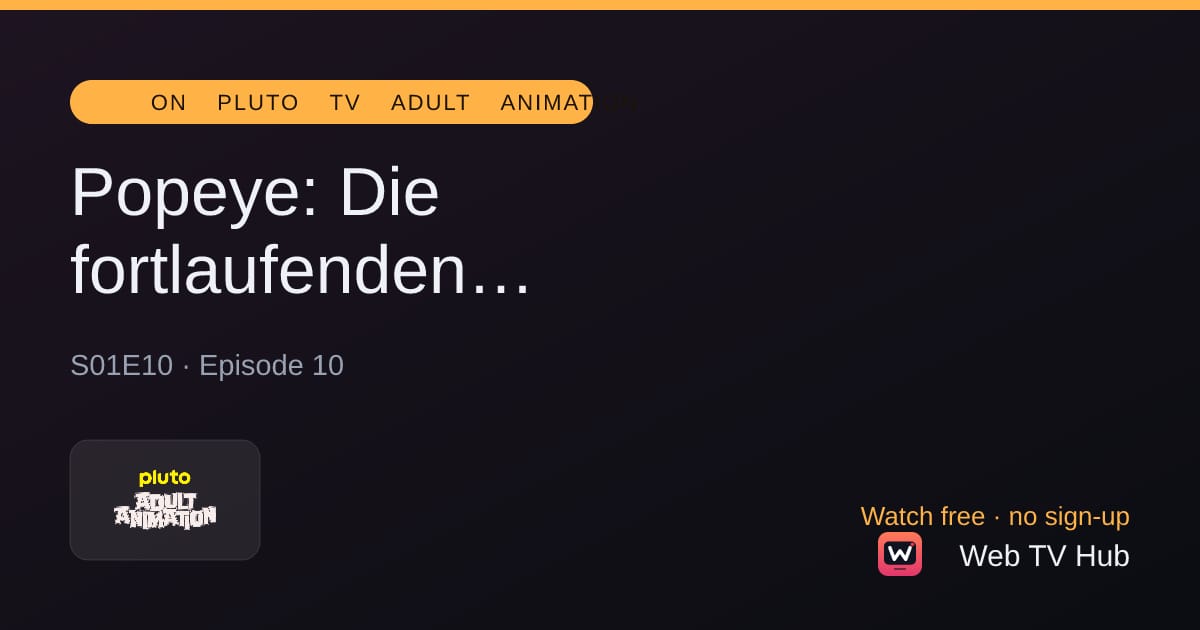 ON PLUTO TV ADULT ANIMATION
Popeye: Die
fortlaufenden…
S01E10 · Episode 10
pluto
ADULT
ANIMATION
Watch free · no sign-up
W
Web TV Hub